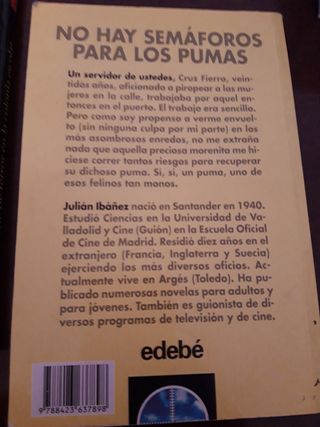 NO HAY SEMÁFOROS
PARA LOS PUMAS
Un servidor de ustedes, Cruz Fierro, vein-
tidós años, aficionado a piropear a las mu-
jeres en la calle, trabajaba por aquel en-
tonces en el puerto. El trabajo era sencillo.
Pero como soy propenso a verme envuel-
to (sin ninguna culpa por mi parte) en los
más asombrosos enredos, no me extraña
nada que aquella preciosa morenita me hi-
ciese correr tantos riesgos para recuperar
su dichoso puma. Sí, sí, un puma, uno de
esos felinos tan monos.
Julián Ibáñez nació en Santander en 1940.
Estudió Ciencias en la Universidad de Va-
lladolid y Cine (Guión) en la Escuela Oficial
de Cine de Madrid. Residió diez años en el
extranjero (Francia, Inglaterra y Suecia)
ejerciendo los más diversos oficios. Ac-
tualmente vive en Argés (Toledo). Ha pu-
blicado numerosas novelas para adultos y
para jóvenes. También es guionista de di-
versos programas de televisión y de cine.
edebé
9 788423 637898